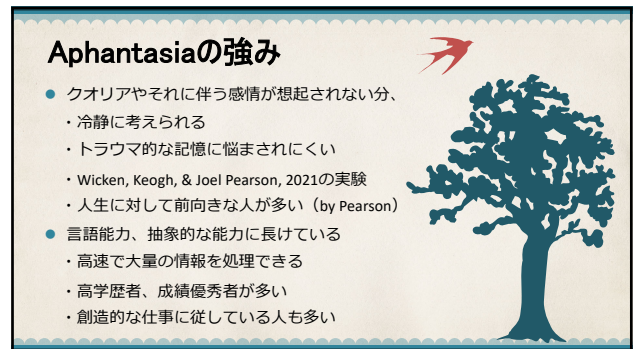 Aphantasiaの強み
● クオリアやそれに伴う感情が想起されない分、
・冷静に考えられる
・トラウマ的な記憶に悩まされにくい
・Wicken, Keogh, & Joel Pearson, 2021の実験
・人生に対して前向きな人が多い（by Pearson）
● 言語能力、抽象的な能力に長けている
・高速で大量の情報を処理できる
・高学歴者、成績優秀者が多い
・創造的な仕事に従している人も多い